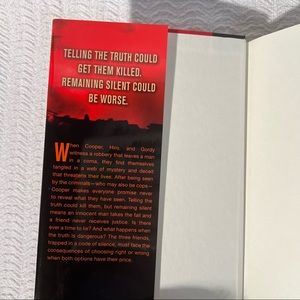 TELLING THE TRUTH COULD
GET THEM KILLED.
REMAINING SILENT COULD
BE WORSE.
When Cooper, Hiro, and Gordy
witness a robbery that leaves a man
in a coma, they find themselves
tangled in a web of mystery and deceit
that threatens their lives. After being seen
by the criminals—who may also be cops—
Cooper makes everyone promise never
to reveal what they have seen. Telling the
truth could kill them, but remaining silent
means an innocent man takes the fall and
a friend never receives justice. Is there
ever a time to lie? And what happens when
the truth is dangerous? The three friends,
trapped in a code of silence, must face the
consequences of choosing right or wrong
when both options have their price.